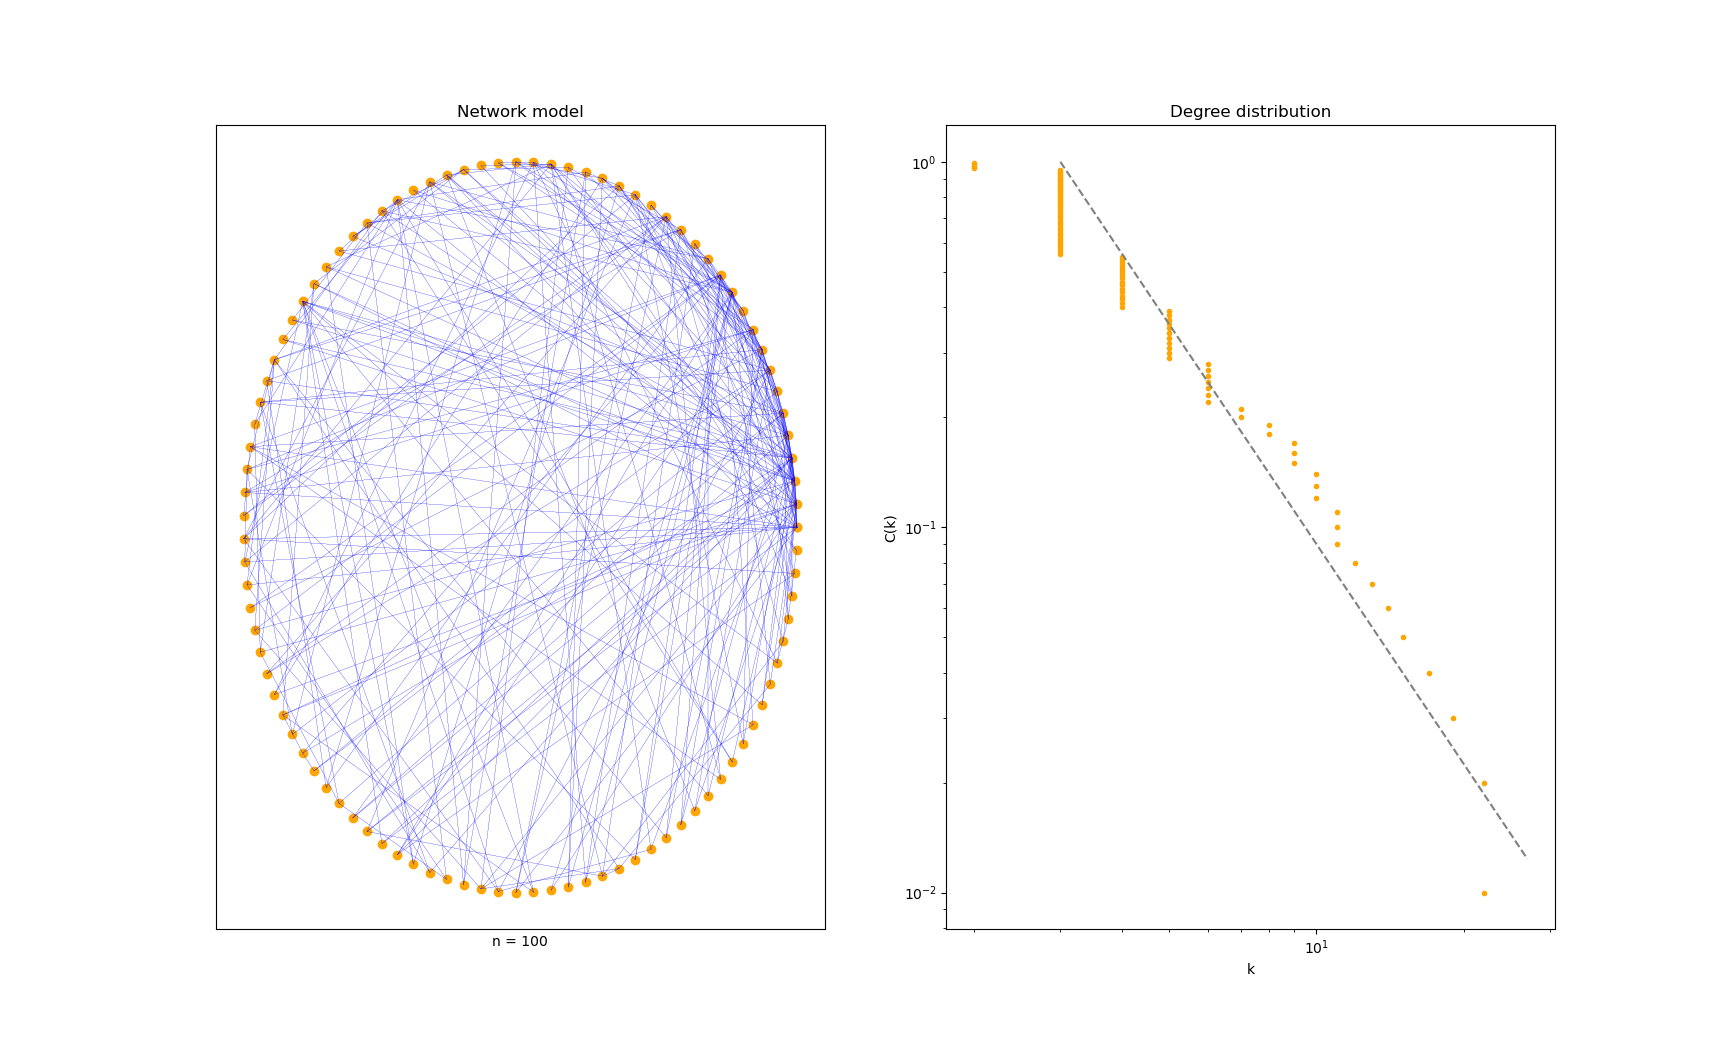 Network model
n = 100
Degree distribution
C(k)
10⁰
10⁻¹
10⁻²
10¹
k